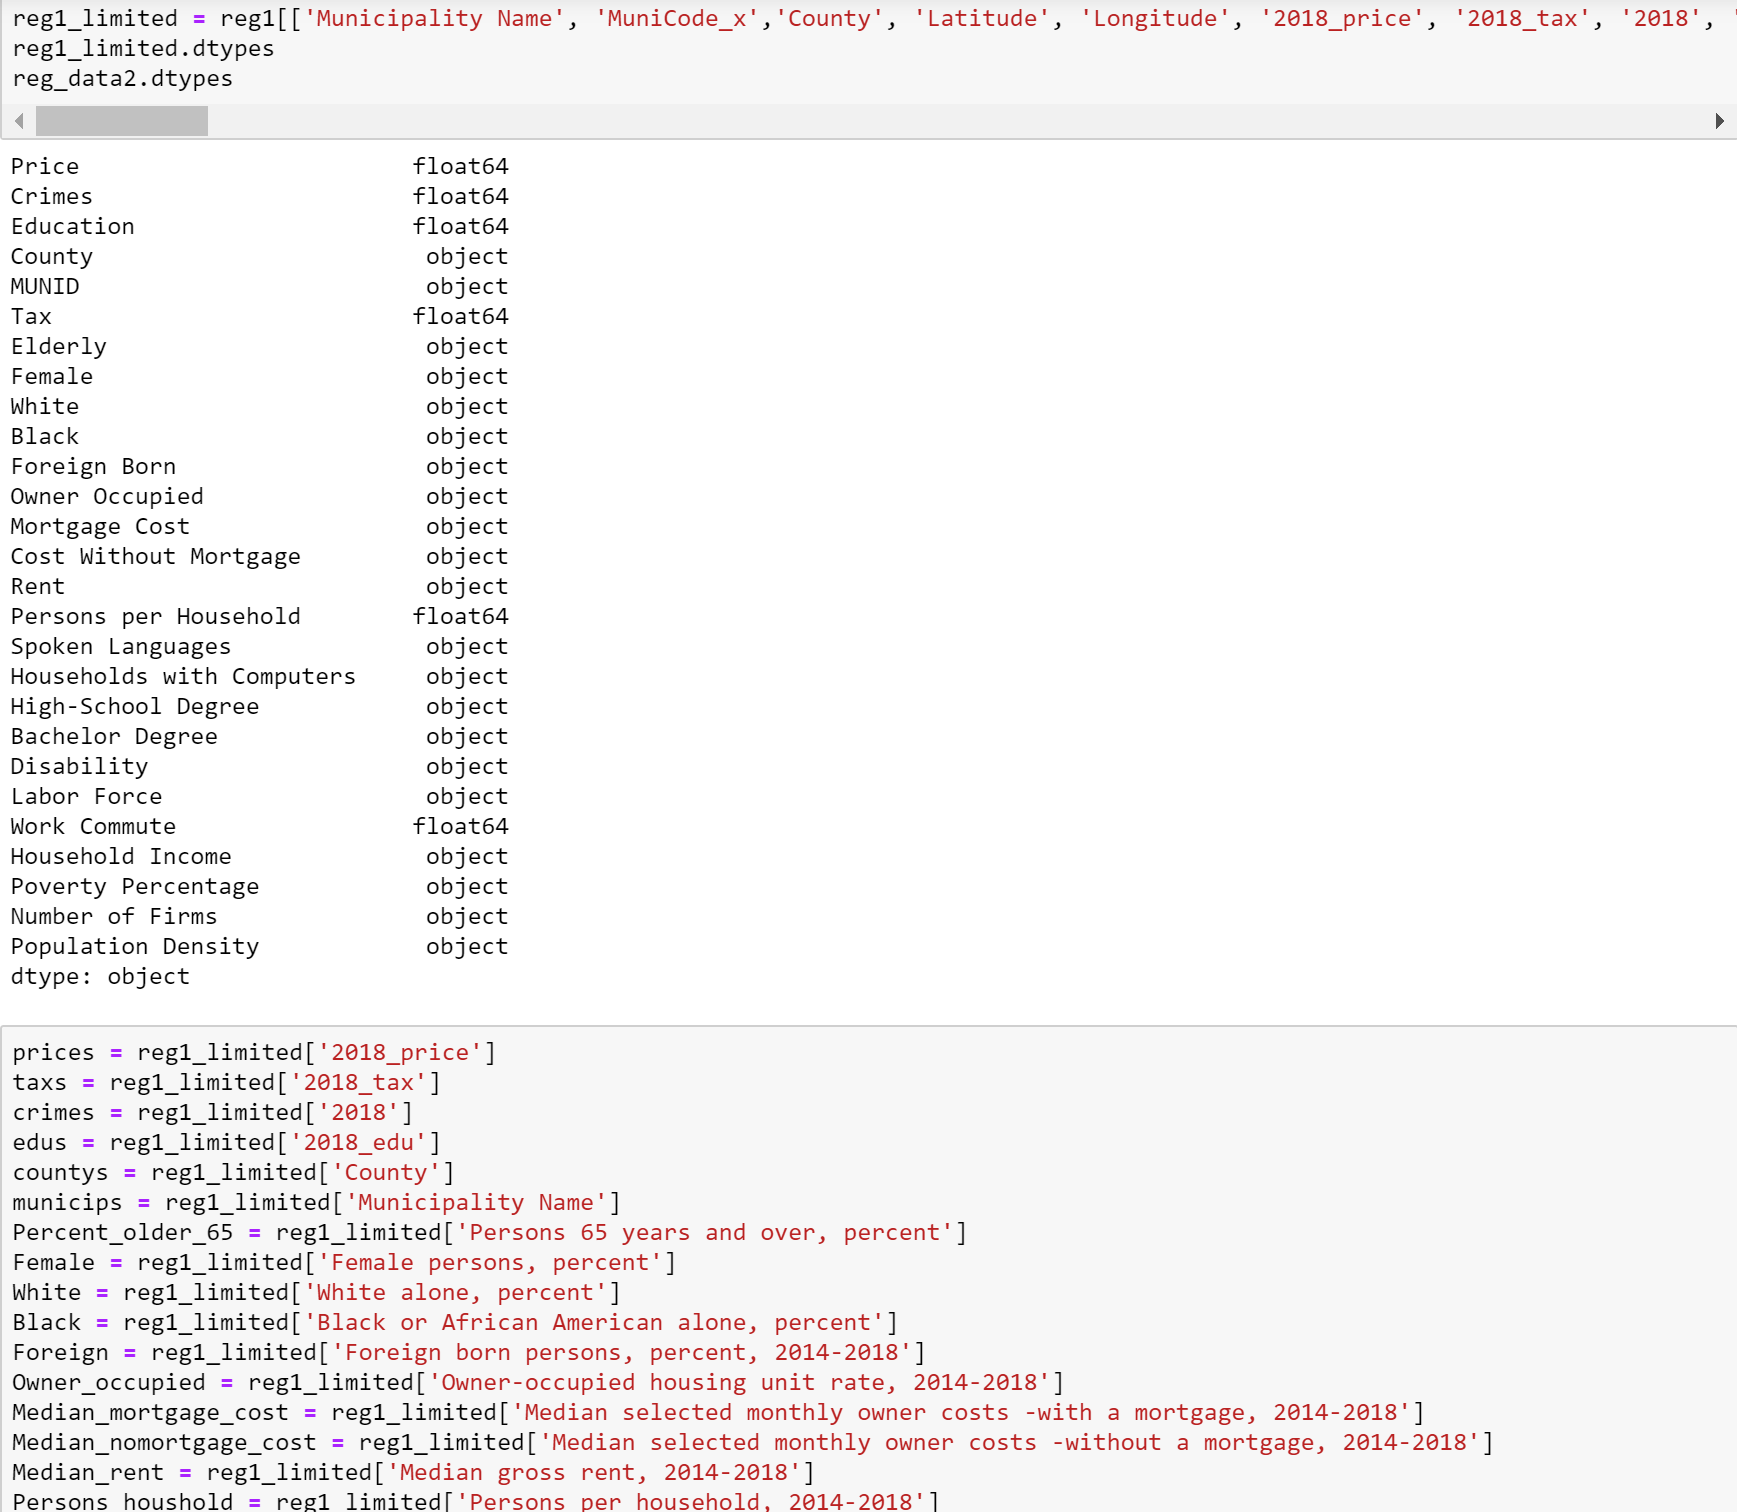 reg1_limited = reg1[['Municipality Name', 'MuniCode_x','County', 'Latitude', 'Longitude', '2018_price', '2018_tax', '2018', '
reg1_limited.dtypes
reg_data2.dtypes
Price float64
Crimes float64
Education float64
County object
MUNID object
Tax float64
Elderly object
Female object
White object
Black object
Foreign Born object
Owner Occupied object
Mortgage Cost object
Cost Without Mortgage object
Rent object
Persons per Household float64
Spoken Languages object
Households with Computers object
High-School Degree object
Bachelor Degree object
Disability object
Labor Force object
Work Commute float64
Household Income object
Poverty Percentage object
Number of Firms object
Population Density object
dtype: object
prices = reg1_limited['2018_price']
taxs = reg1_limited['2018_tax']
crimes = reg1_limited['2018']
edus = reg1_limited['2018_edu']
countys = reg1_limited['County']
municips = reg1_limited['Municipality Name']
Percent_older_65 = reg1_limited['Persons 65 years and over, percent']
Female = reg1_limited['Female persons, percent']
White = reg1_limited['White alone, percent']
Black = reg1_limited['Black or African American alone, percent']
Foreign = reg1_limited['Foreign born persons, percent, 2014-2018']
Owner_occupied = reg1_limited['Owner-occupied housing unit rate, 2014-2018']
Median_mortgage_cost = reg1_limited['Median selected monthly owner costs -with a mortgage, 2014-2018']
Median_nomortgage_cost = reg1_limited['Median selected monthly owner costs -without a mortgage, 2014-2018']
Median_rent = reg1_limited['Median gross rent, 2014-2018']
Persons_houshold = reg1_limited['Persons per household, 2014-2018']